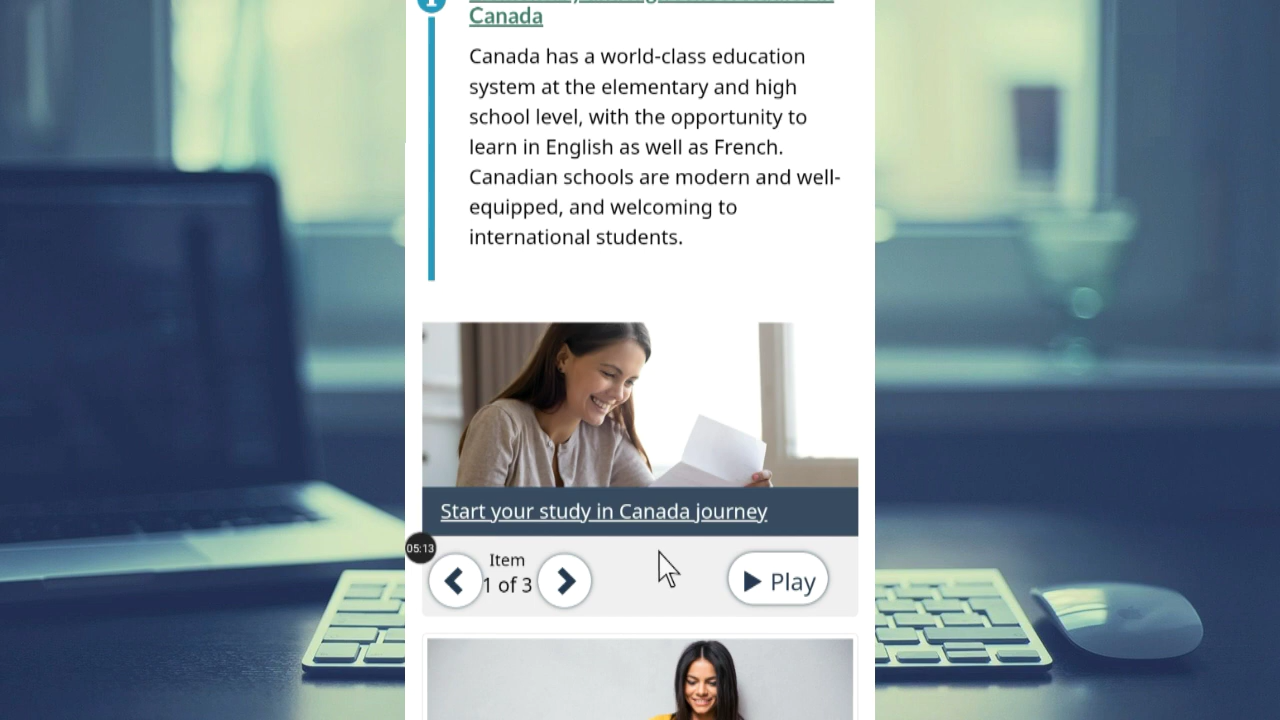 Canada
Canada has a world-class education
system at the elementary and high
school level, with the opportunity to
learn in English as well as French.
Canadian schools are modern and well-
equipped, and welcoming to
international students.
Start your study in Canada journey
05:13
Item
1 of 3
Play